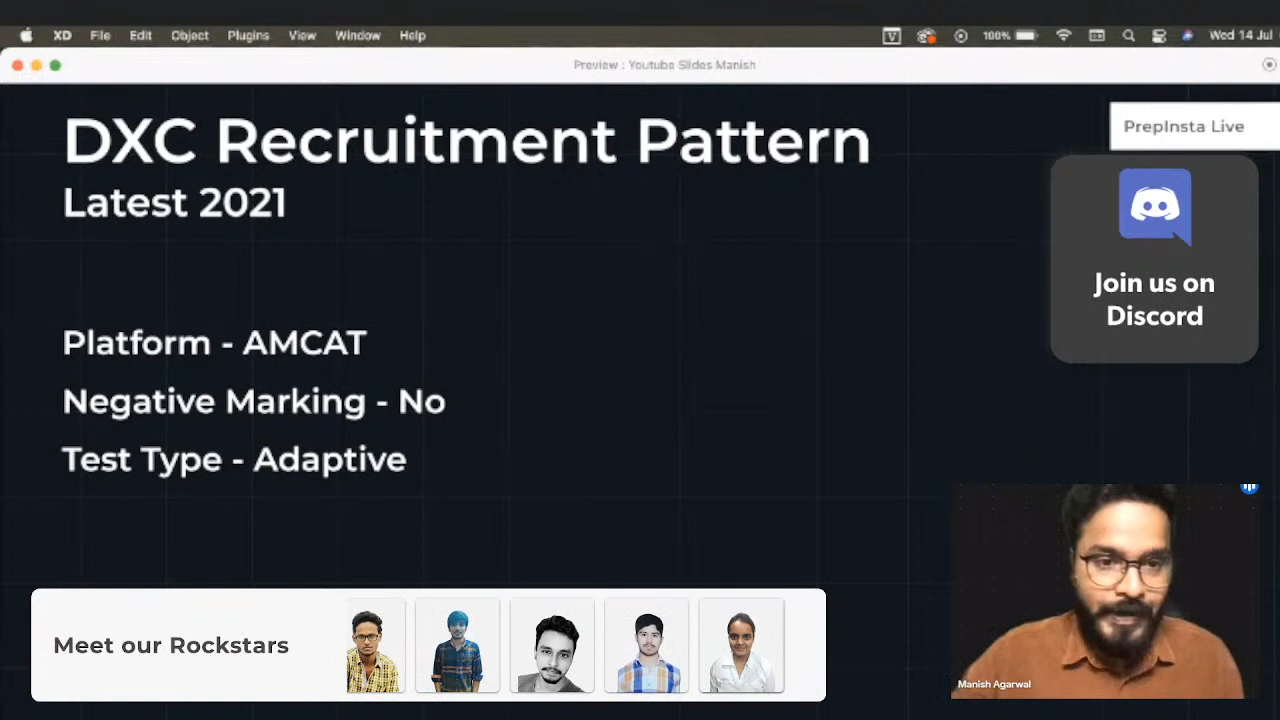 XD File Edit Object Plugins View Window Help 100% Wed 14 Jul
Preview : Youtube Slides Manish
DXC Recruitment Pattern
Latest 2021
PrepInsta Live
Join us on
Discord
Platform - AMCAT
Negative Marking - No
Test Type - Adaptive
Meet our Rockstars
Manish Agarwal